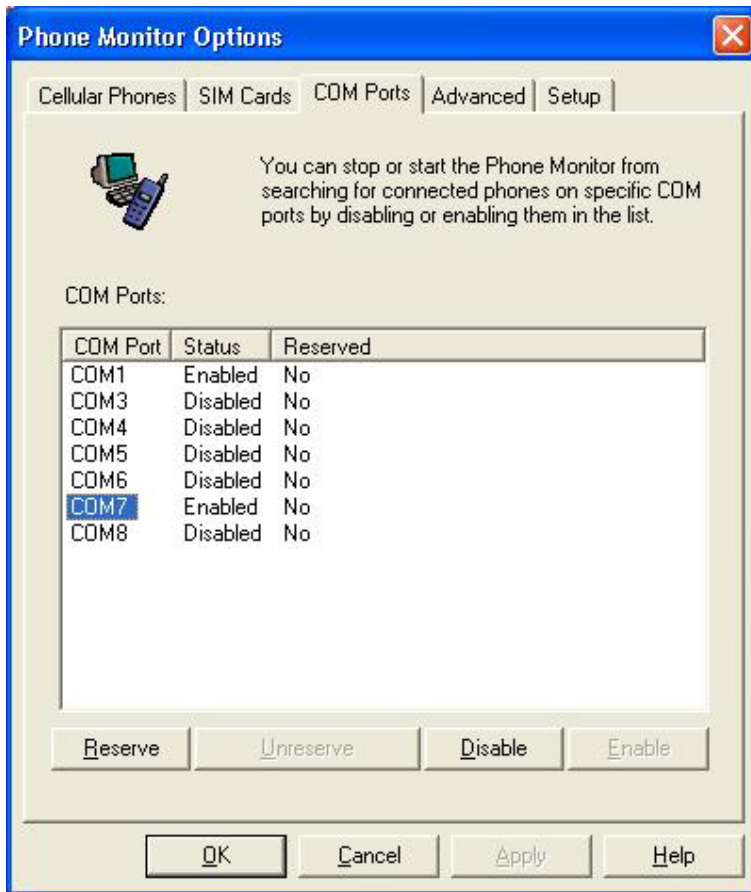 Phone Monitor Options
Cellular Phones SIM Cards COM Ports Advanced Setup
You can stop or start the Phone Monitor from
searching for connected phones on specific COM
ports by disabling or enabling them in the list.
COM Ports:
COM Port Status Reserved
COM1 Enabled No
COM3 Disabled No
COM4 Disabled No
COM5 Disabled No
COM6 Disabled No
COM7 Enabled No
COM8 Disabled No
Reserve Unreserve Disable Enable
OK Cancel Apply Help